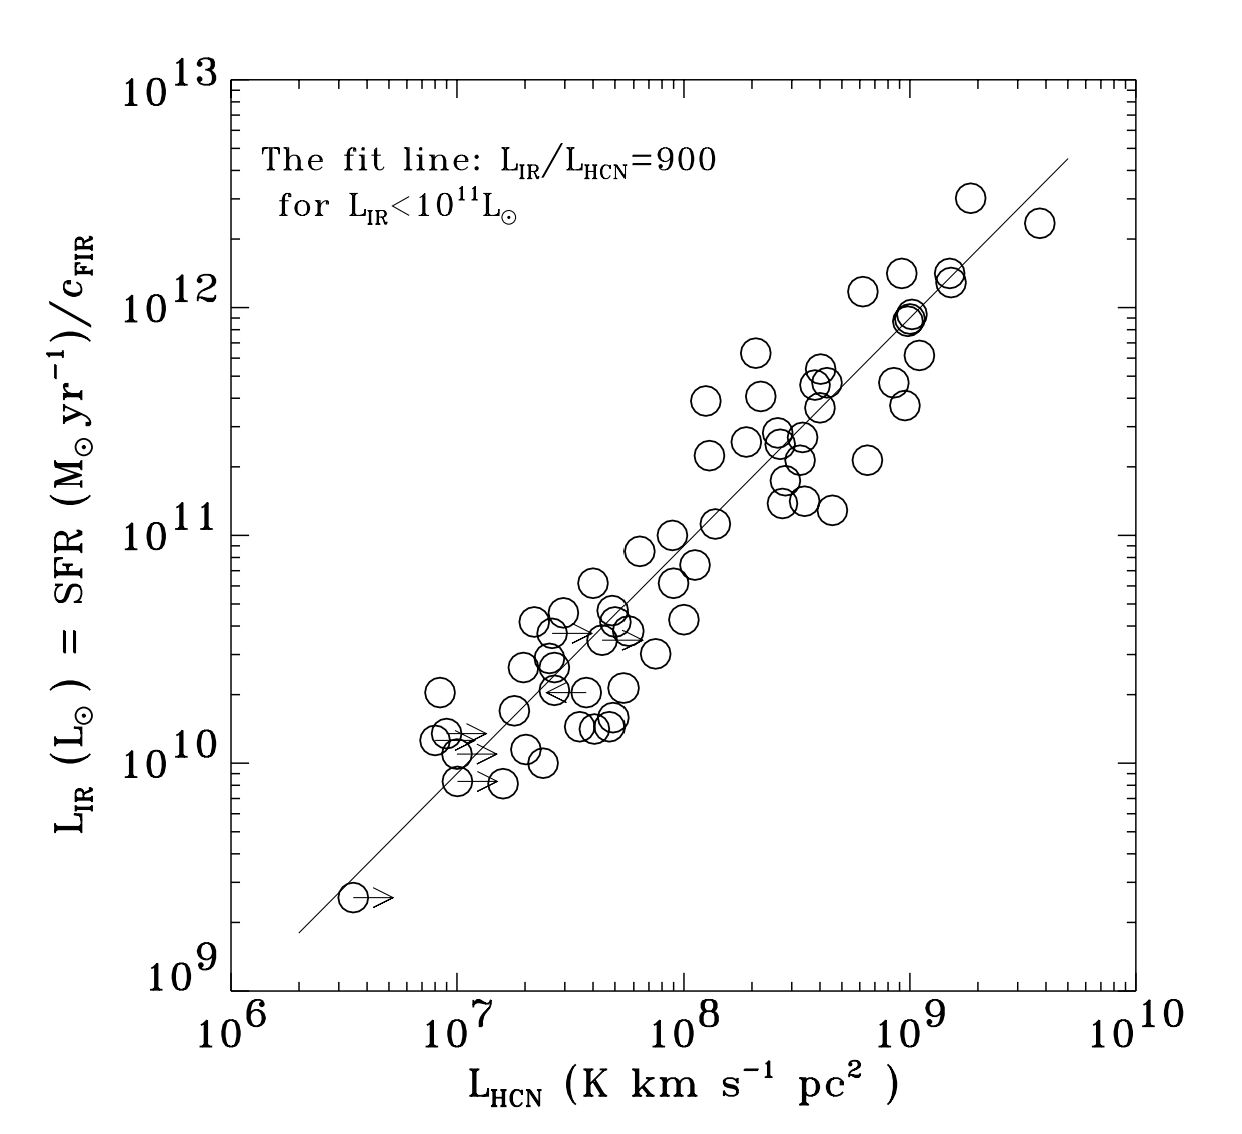 The fit line: L_IR/L_HCN=900
for L_IR<10^11L_⊙
10^13
10^12
10^11
10^10
10^9
L_IR (L_⊙) = SFR (M_⊙ yr^−1)/c_FIR
10^6 10^7 10^8 10^9 10^10
L_HCN (K km s^−1 pc^2 )